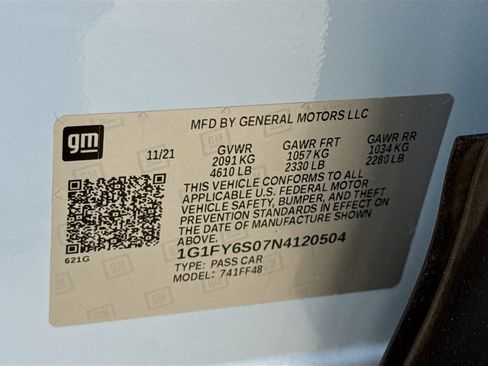 MFD BY GENERAL MOTORS LLC
gm
11/21 GVWR GAWR FRT GAWR RR
2091 KG 1057 KG 1034 KG
4610 LB 2330 LB 2280 LB
THIS VEHICLE CONFORMS TO ALL
APPLICABLE U.S. FEDERAL MOTOR
VEHICLE SAFETY, BUMPER, AND THEFT
PREVENTION STANDARDS IN EFFECT ON
THE DATE OF MANUFACTURE SHOWN
ABOVE.
621G
1G1FY6S07N4120504
TYPE: PASS CAR
MODEL: 741FF48